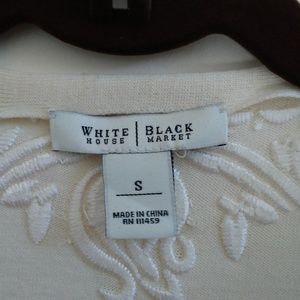 WHITE HOUSE | BLACK MARKET
S
MADE IN CHINA
RN 111459